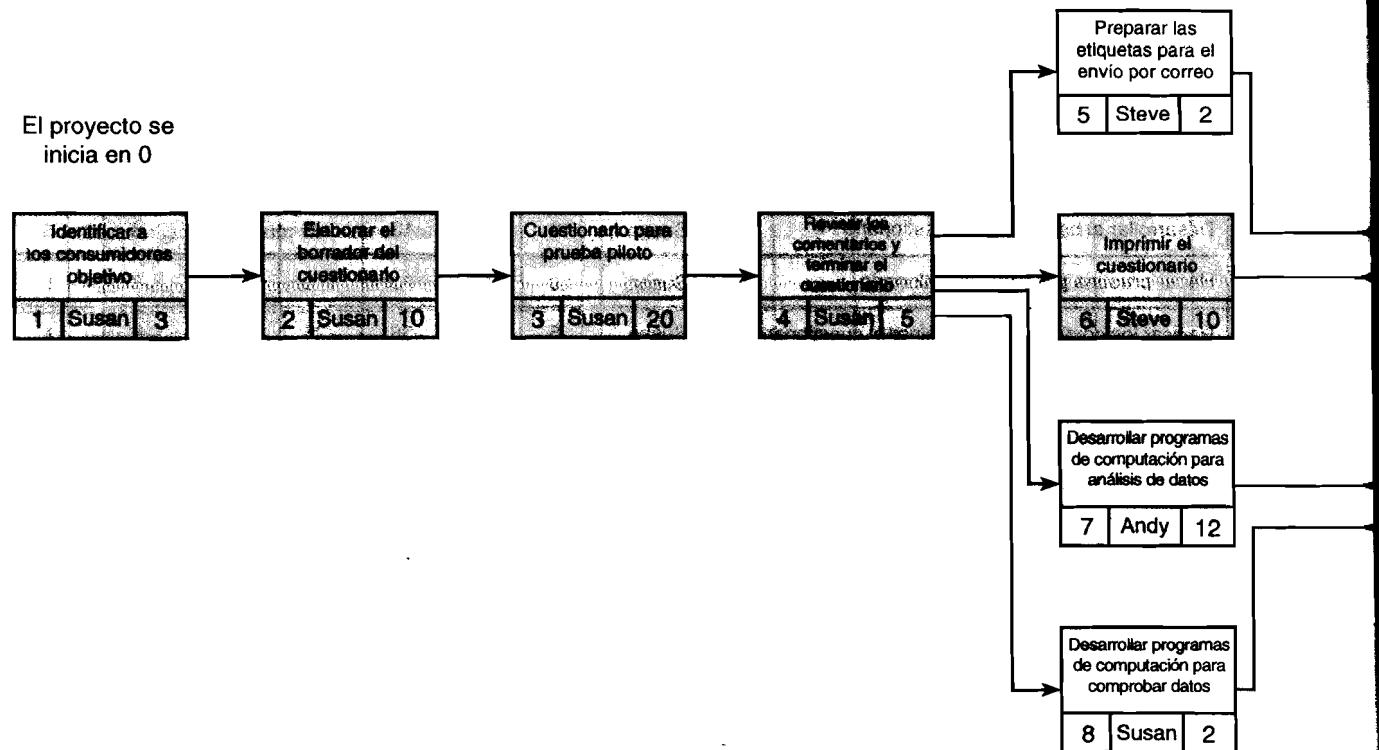 Preparar las
etiquetas para el
envío por correo
5 Steve 2
El proyecto se
inicia en 0
Identificar a
los consumidores
objetivo
1 Susan 3
Elaborar el
borrador del
cuestionario
2 Susan 10
Cuestionario para
prueba piloto
3 Susan 20
Revisar los
comentarios y
terminar el
cuestionario
4 Susan 5
Imprimir el
cuestionario
6 Steve 10
Desarrollar programas
de computación para
análisis de datos
7 Andy 12
Desarrollar programas
de computación para
comprobar datos
8 Susan 2